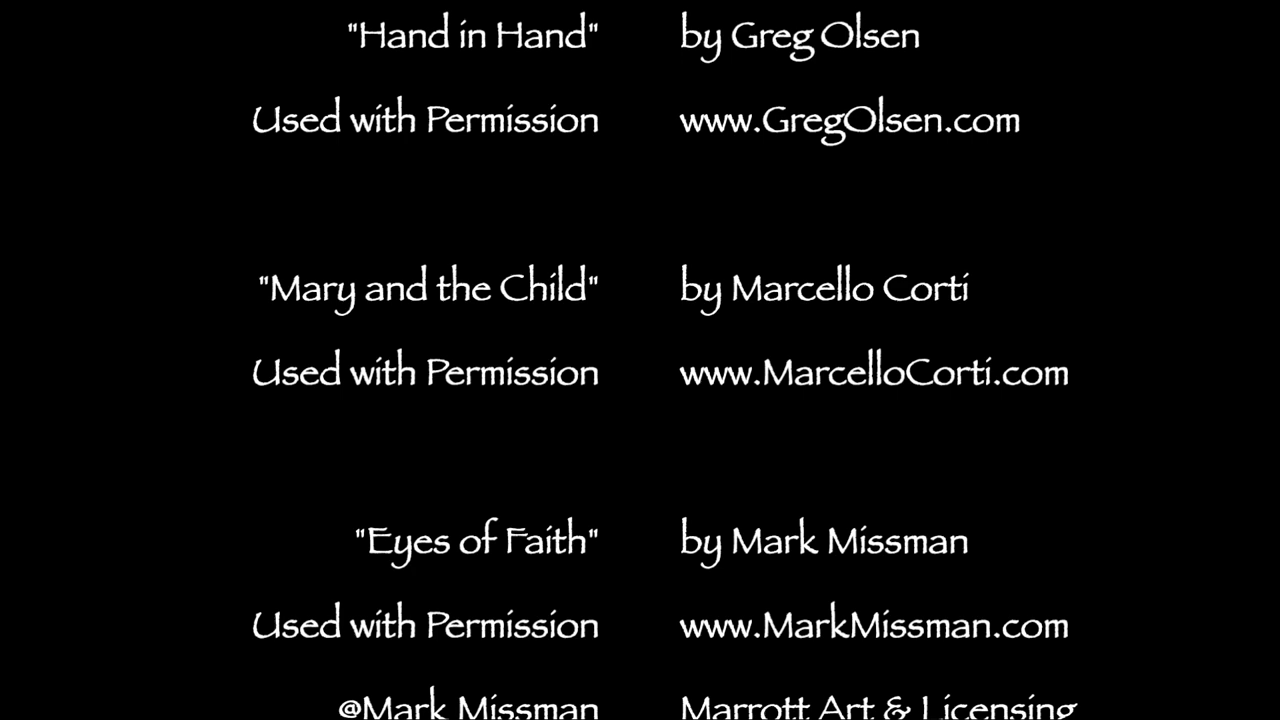 "Hand in Hand" by Greg Olsen
Used with Permission www.GregOlsen.com
"Mary and the Child" by Marcello Corti
Used with Permission www.MarcelloCorti.com
"Eyes of Faith" by Mark Missman
Used with Permission www.MarkMissman.com
@Mark Missman Marrott Art & Licensing